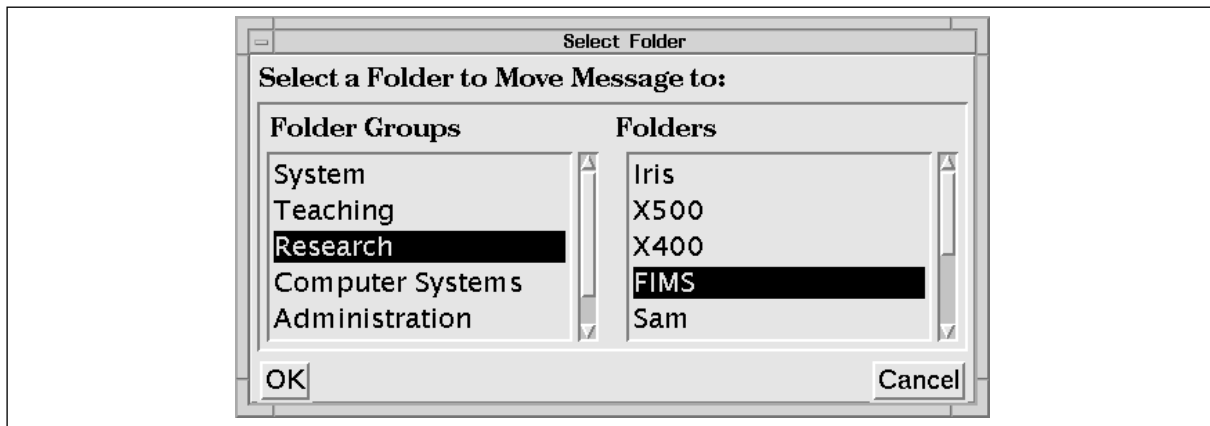 Select Folder
Select a Folder to Move Message to:
Folder Groups
System
Teaching
Research
Computer Systems
Administration
Folders
Iris
X500
X400
FIMS
Sam
OK
Cancel